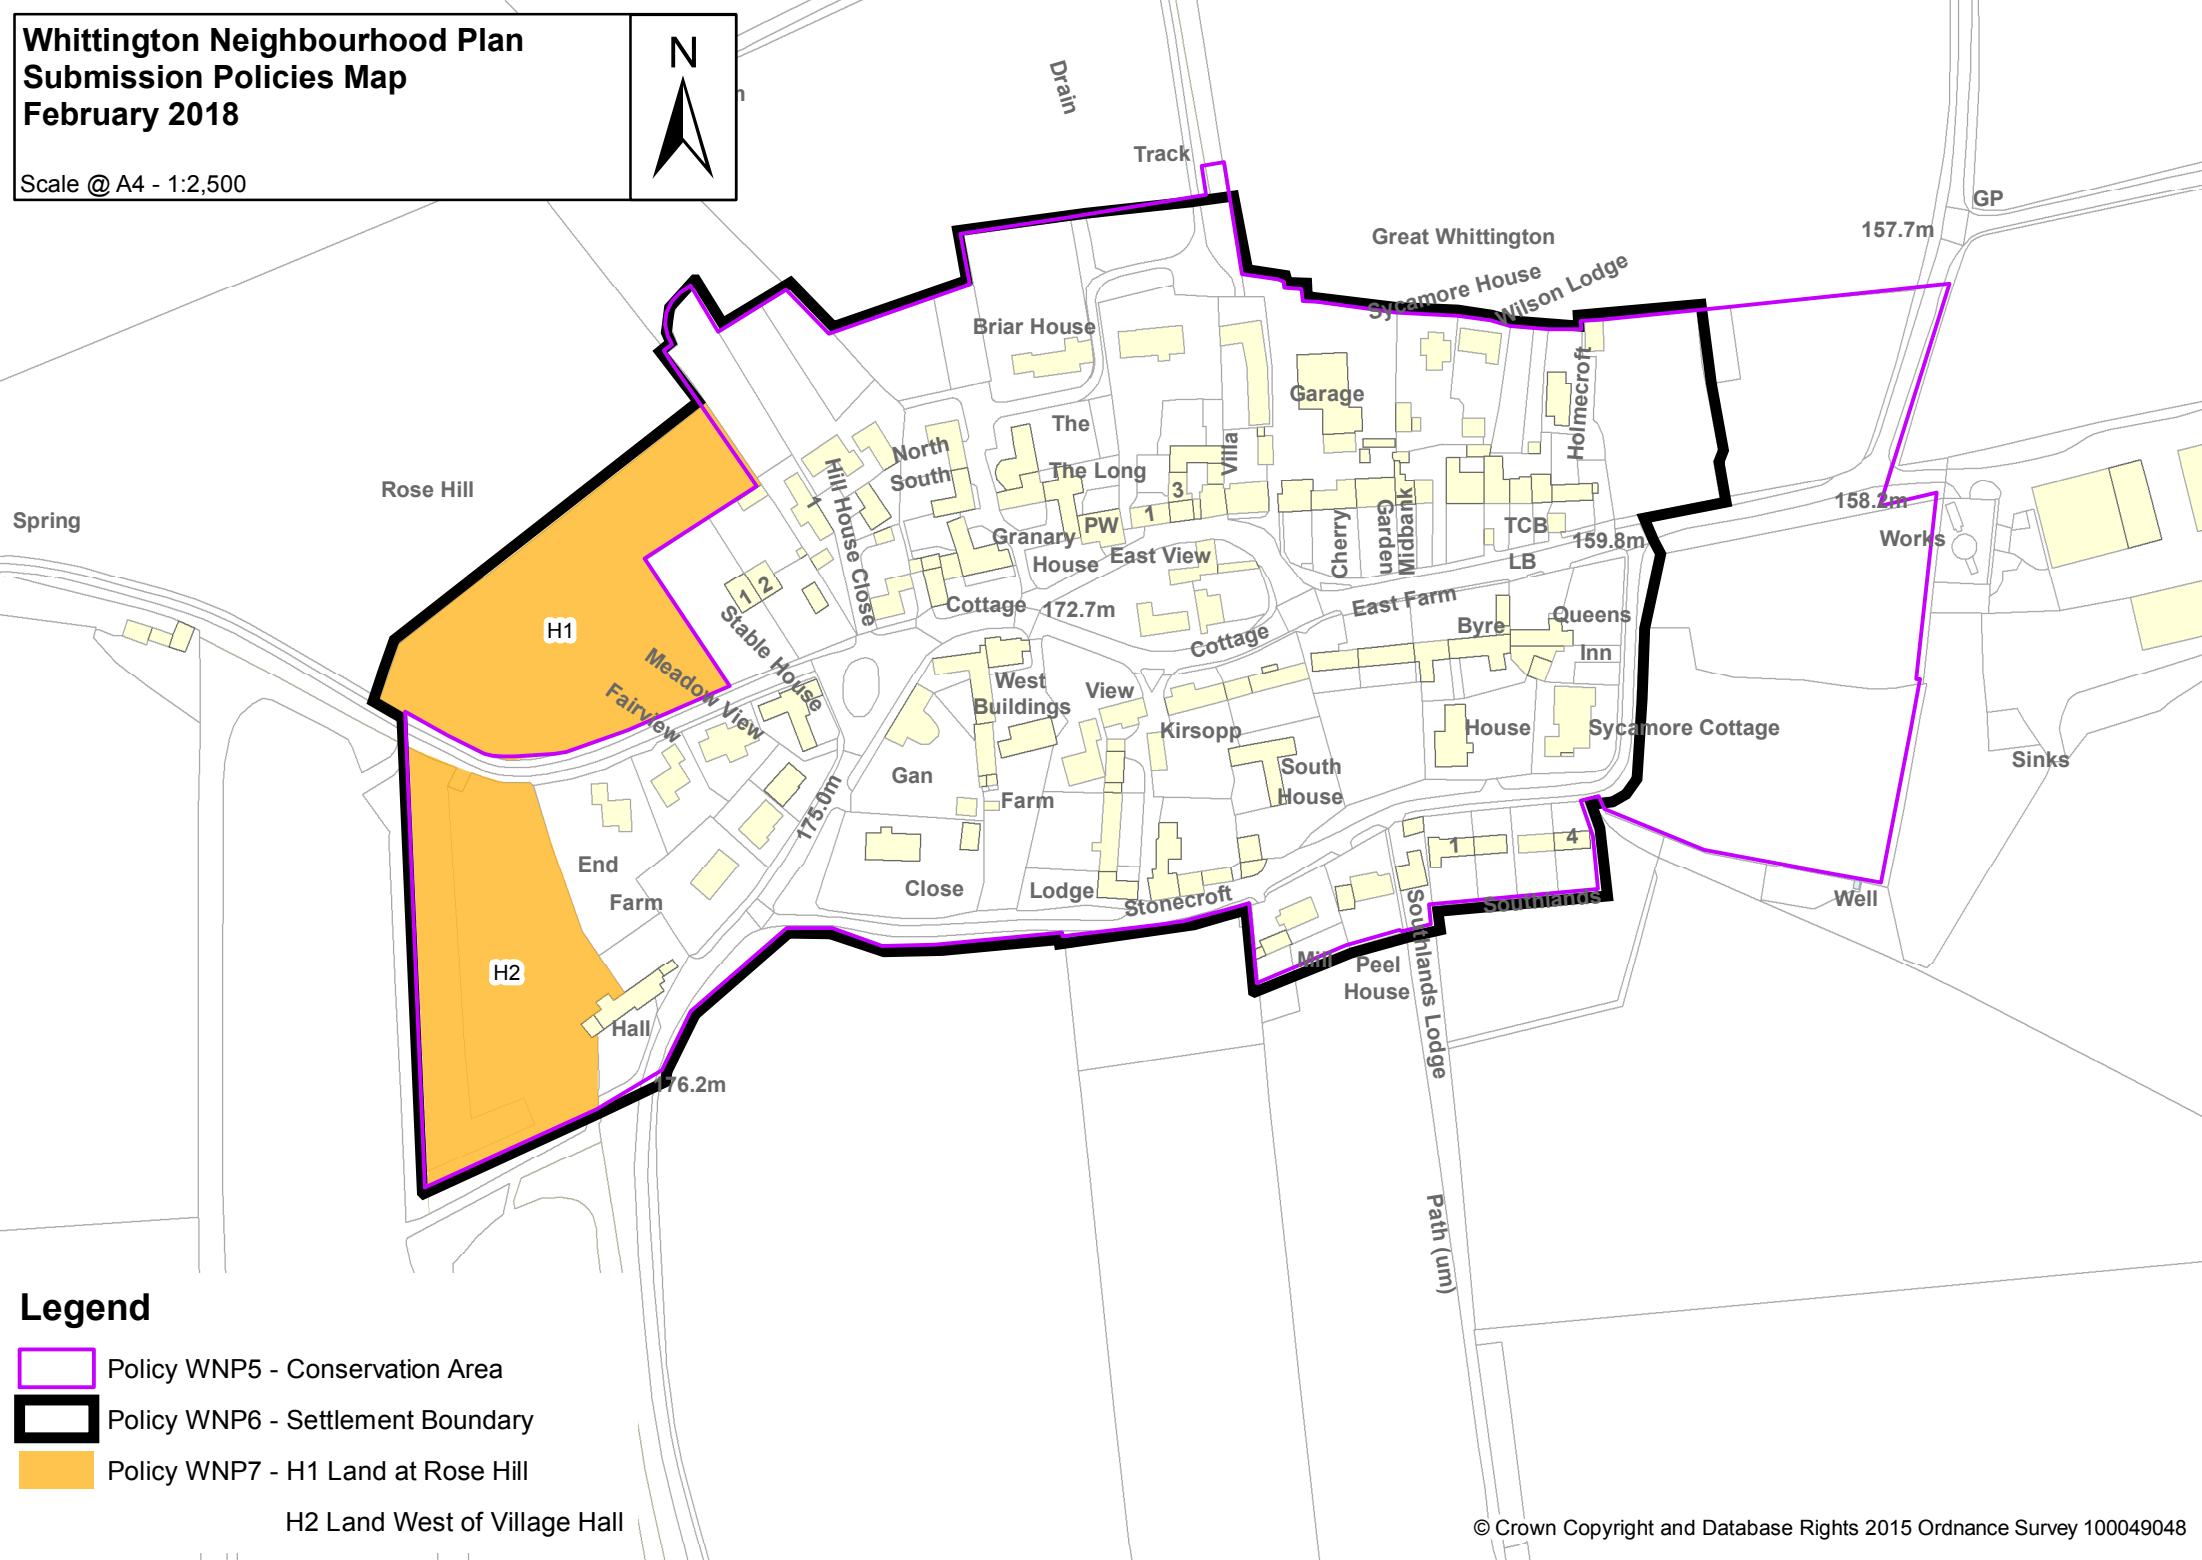 Whittington Neighbourhood Plan
Submission Policies Map
February 2018
Scale @ A4 - 1:2,500
N
Drain
Track
GP
157.7m
Great Whittington
Sycamore House
Wilson Lodge
Briar House
Holmecroft
Garage
The
North
South
The Long
Villa
3
1
PW
Hill House Close
1
Rose Hill
Spring
Granary
House
East View
Cherry
Garden
Midbank
TCB
LB
159.8m
158.2m
Works
1
2
Cottage
172.7m
East Farm
Queens
Inn
Byre
Cottage
H1
Stable House
Meadow View
Fairview
West
Buildings
View
Kirsopp
House
Sycamore Cottage
Sinks
Gan
South
House
Farm
175.0m
1
4
End
Farm
Close
Lodge
Stonecroft
Southlands
Well
H2
Hall
Mill
Peel
House
Southlands Lodge
176.2m
Path (um)
Legend
Policy WNP5 - Conservation Area
Policy WNP6 - Settlement Boundary
Policy WNP7 - H1 Land at Rose Hill
H2 Land West of Village Hall
© Crown Copyright and Database Rights 2015 Ordnance Survey 100049048